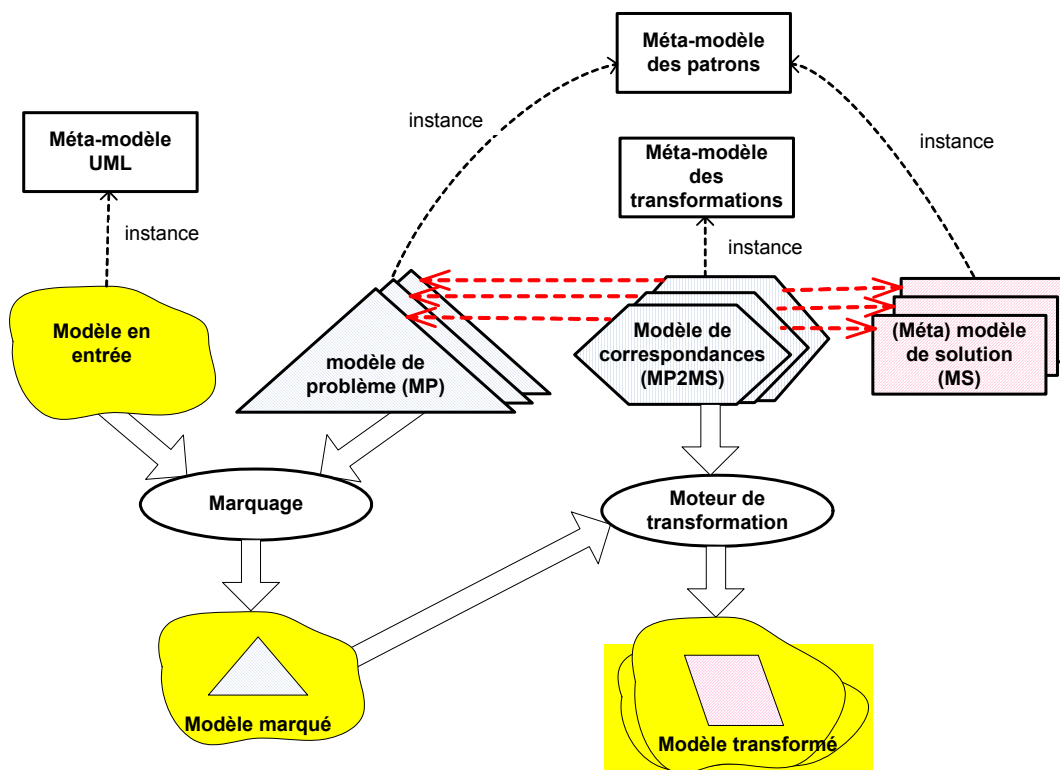 Méta-modèle
des patrons
instance
instance
Méta-modèle
UML
Méta-modèle
des
transformations
instance
instance
Modèle en
entrée
modèle de
problème (MP)
Modèle de
correspondances
(MP2MS)
(Méta) modèle
de solution
(MS)
Marquage
Moteur de
transformation
Modèle marqué
Modèle transformé